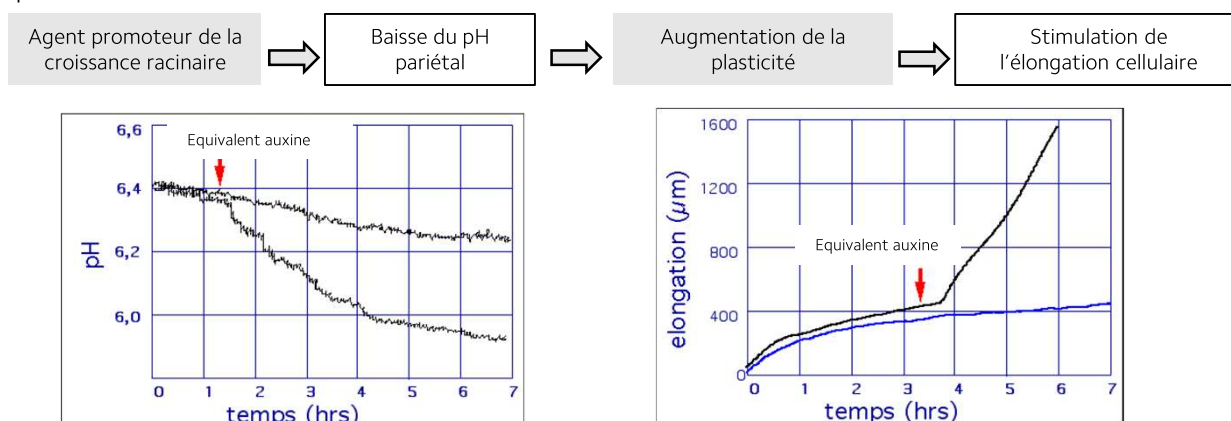 Agent promoteur de la
croissance racinaire
Baisse du pH
pariétal
Augmentation de la
plasticité
Stimulation de
l'élongation cellulaire
6,6
6,4
6,2
6,0
pH
Equivalent auxine
0 1 2 3 4 5 6 7
temps (hrs)
1600
1200
800
400
0
elongation (μm)
Equivalent auxine
0 1 2 3 4 5 6 7
temps (hrs)